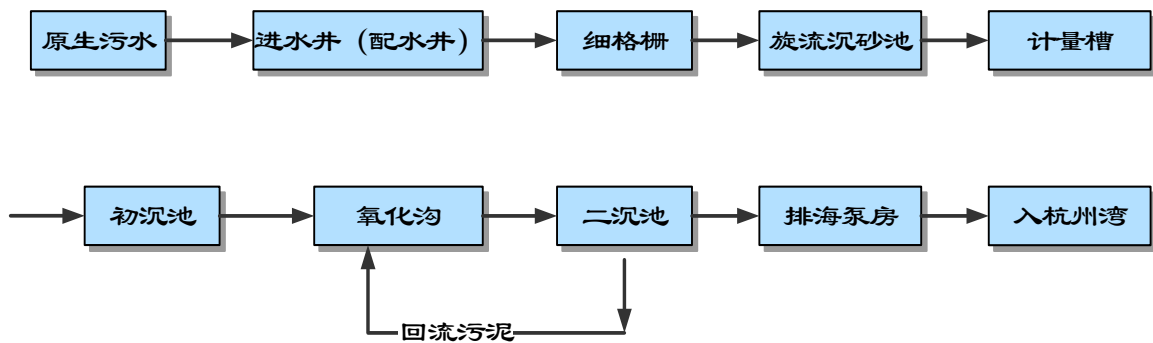 原生污水
进水井（配水井）
细格栅
旋流沉砂池
计量槽
初沉池
氧化沟
二沉池
排海泵房
入杭州湾
回流污泥